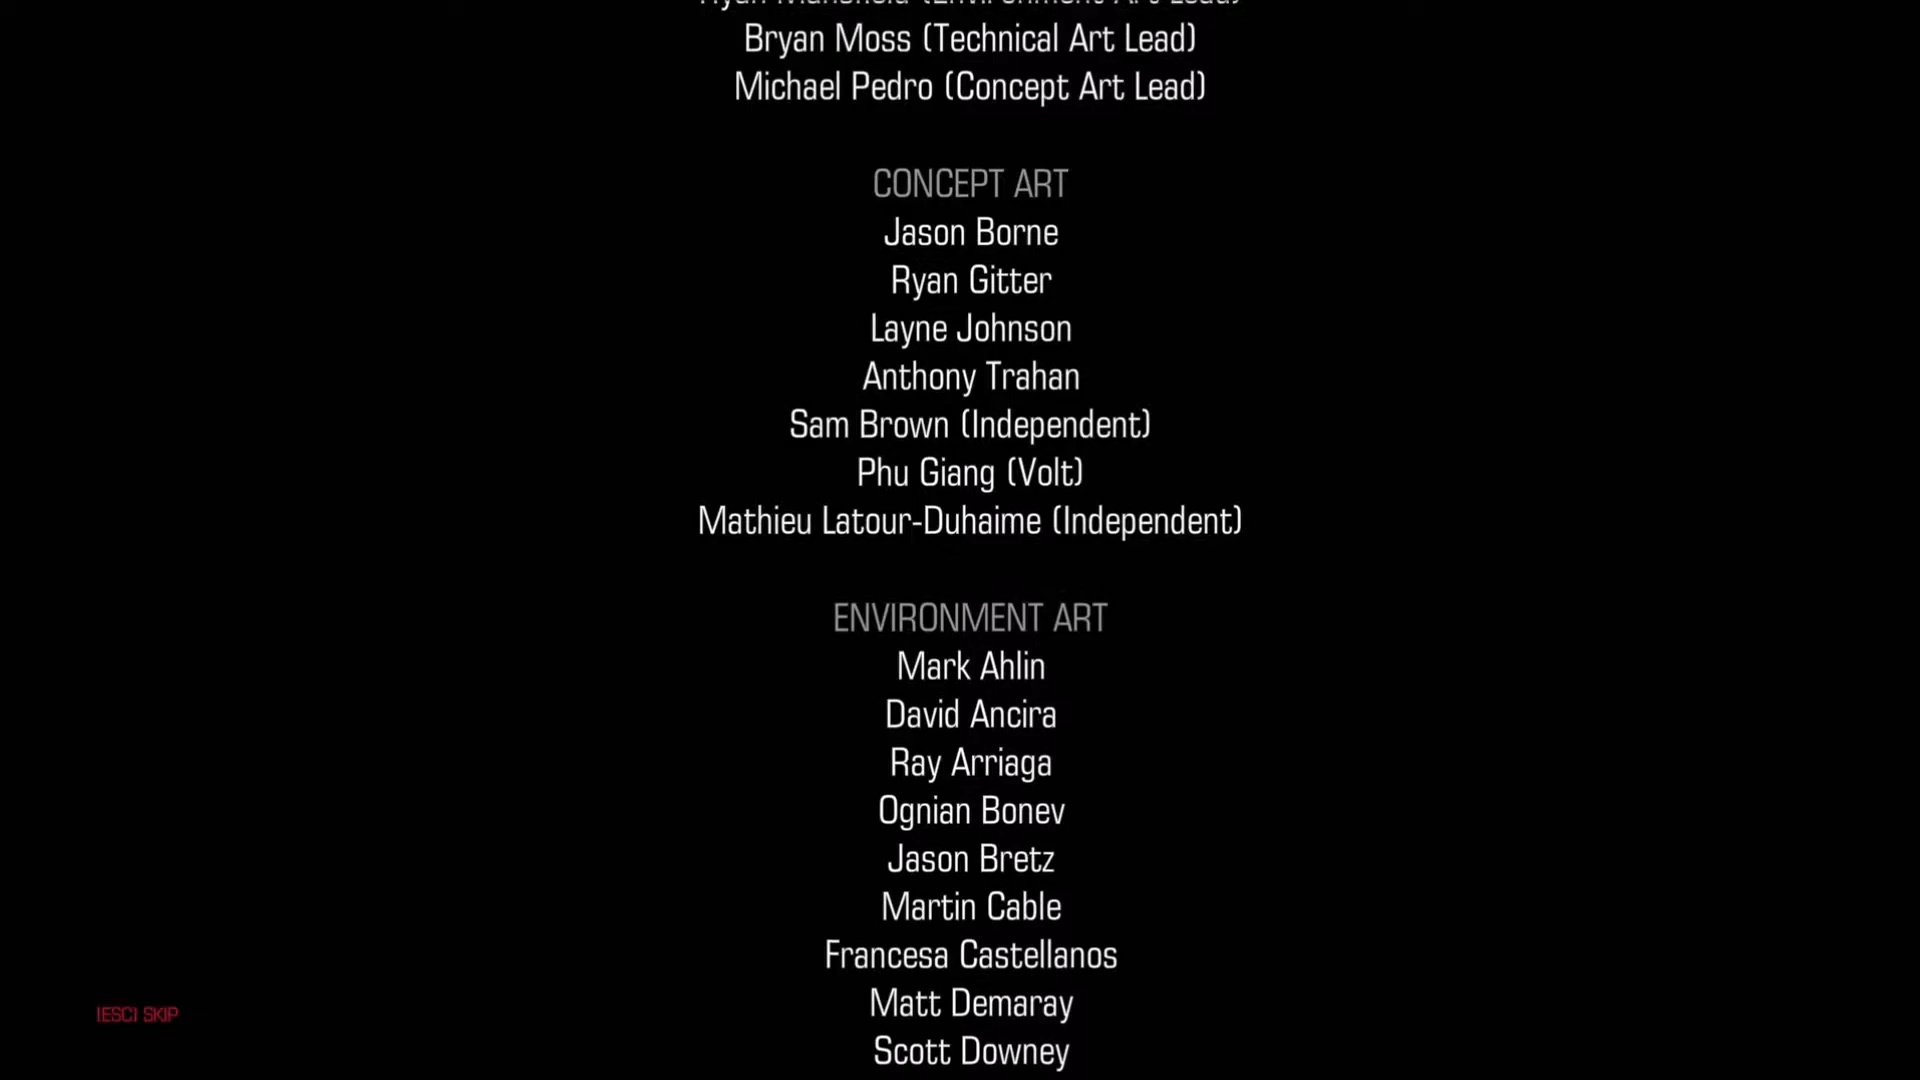 Bryan Moss (Technical Art Lead)
Michael Pedro (Concept Art Lead)
CONCEPT ART
Jason Borne
Ryan Gitter
Layne Johnson
Anthony Trahan
Sam Brown (Independent)
Phu Giang (Volt)
Mathieu Latour-Duhaime (Independent)
ENVIRONMENT ART
Mark Ahlin
David Ancira
Ray Arriaga
Ognian Bonev
Jason Bretz
Martin Cable
Francesa Castellanos
Matt Demaray
Scott Downey
[ESC] SKIP